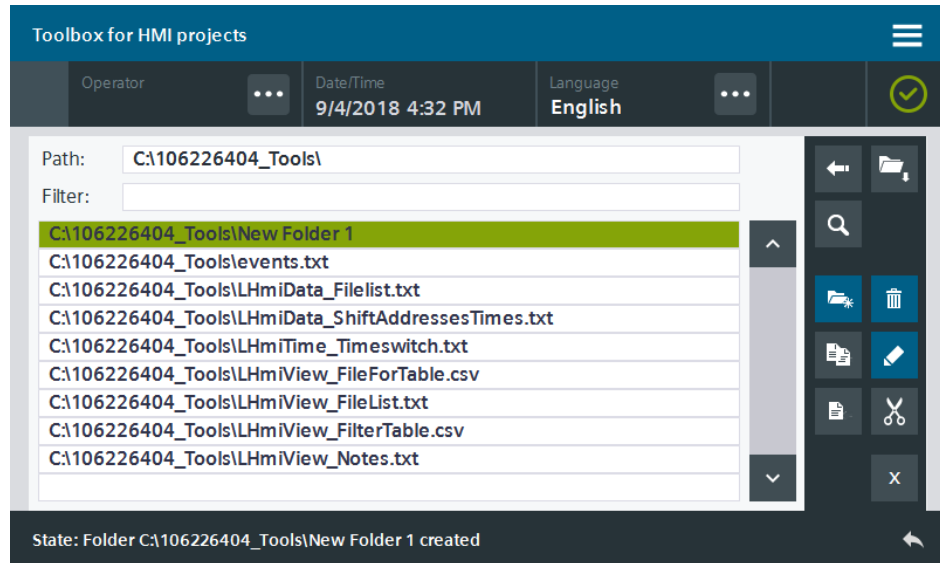 Toolbox for HMI projects
Operator
Date/Time
Language
9/4/2018 4:32 PM
English
Path: C:\106226404_Tools\
Filter:
C:\106226404_Tools\New Folder 1
C:\106226404_Tools\events.txt
C:\106226404_Tools\LHmiData_Filelist.txt
C:\106226404_Tools\LHmiData_ShiftAddressesTimes.txt
C:\106226404_Tools\LHmiTime_Timeswitch.txt
C:\106226404_Tools\LHmiView_FileForTable.csv
C:\106226404_Tools\LHmiView_FileList.txt
C:\106226404_Tools\LHmiView_FilterTable.csv
C:\106226404_Tools\LHmiView_Notes.txt
x
State: Folder C:\106226404_Tools\New Folder 1 created